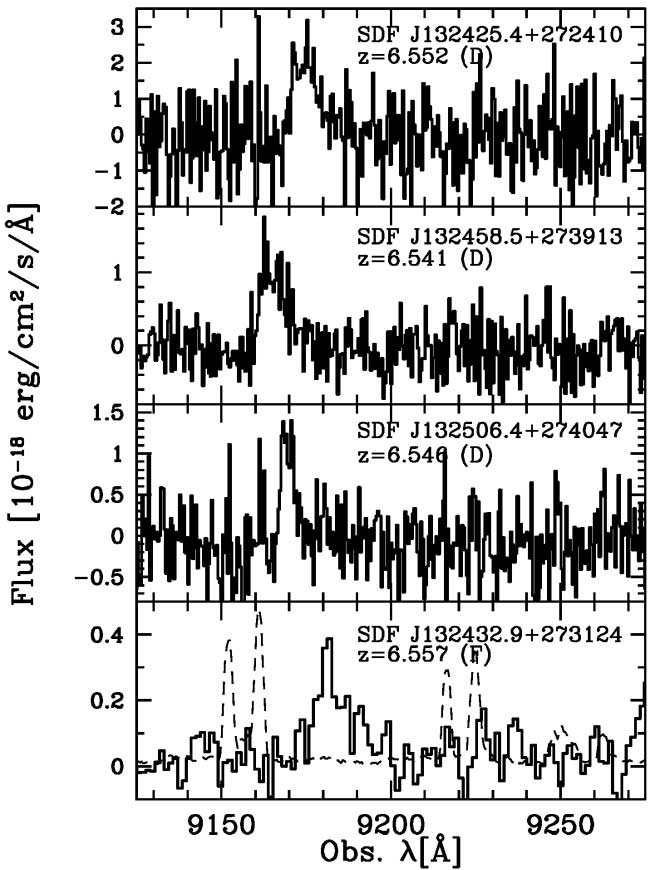 SDF J132425.4+272410
z=6.552 (D)
3
2
1
0
−1
−2
SDF J132458.5+273913
z=6.541 (D)
1
0
SDF J132506.4+274047
z=6.546 (D)
1.5
1
0.5
0
−0.5
SDF J132432.9+273124
z=6.557 (F)
0.4
0.2
0
9150
9200
9250
Obs. λ[Å]
Flux [10⁻¹⁸ erg/cm²/s/Å]